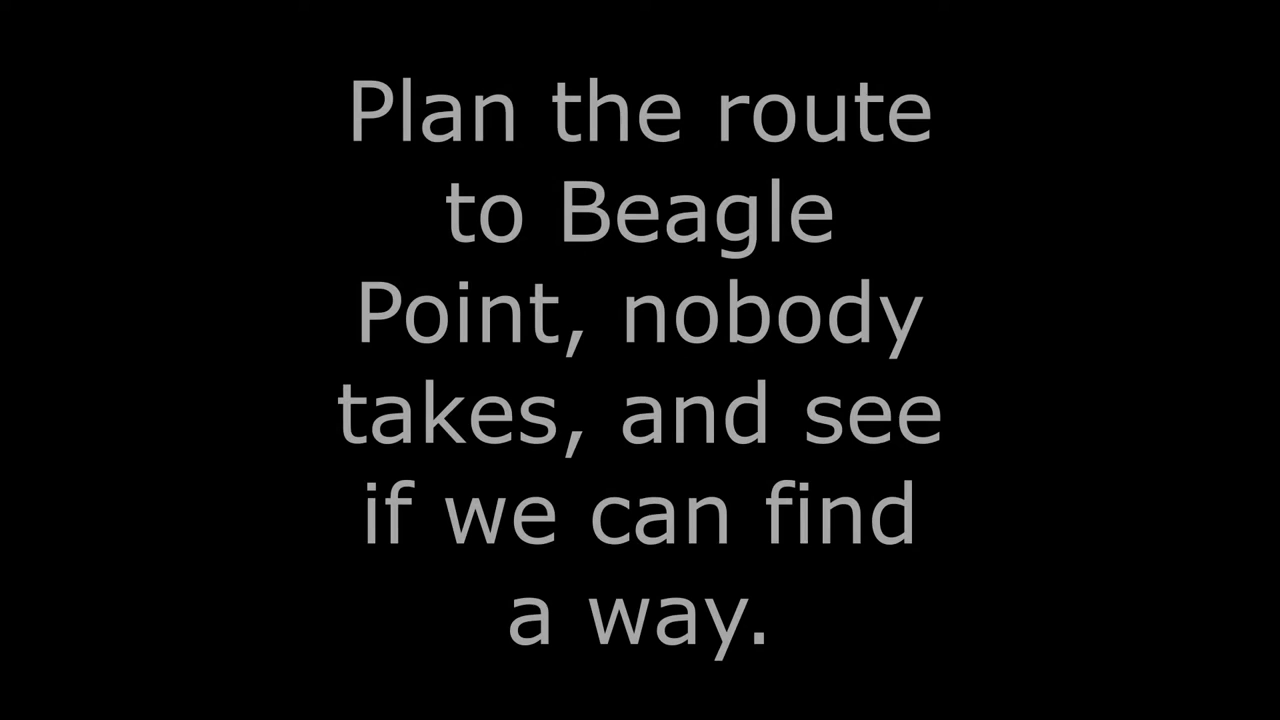 Plan the route
to Beagle
Point, nobody
takes, and see
if we can find
a way.